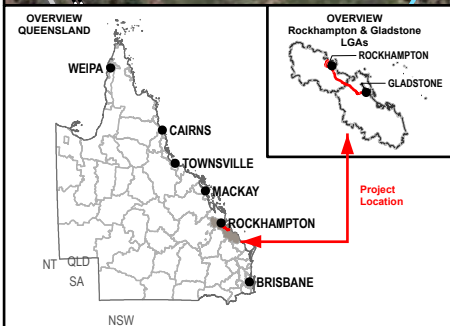 OVERVIEW
QUEENSLAND
WEIPA
CAIRNS
TOWNSVILLE
MACKAY
ROCKHAMPTON
BRISBANE
NT
QLD
SA
NSW
OVERVIEW
Rockhampton & Gladstone
LGAs
ROCKHAMPTON
GLADSTONE
Project
Location